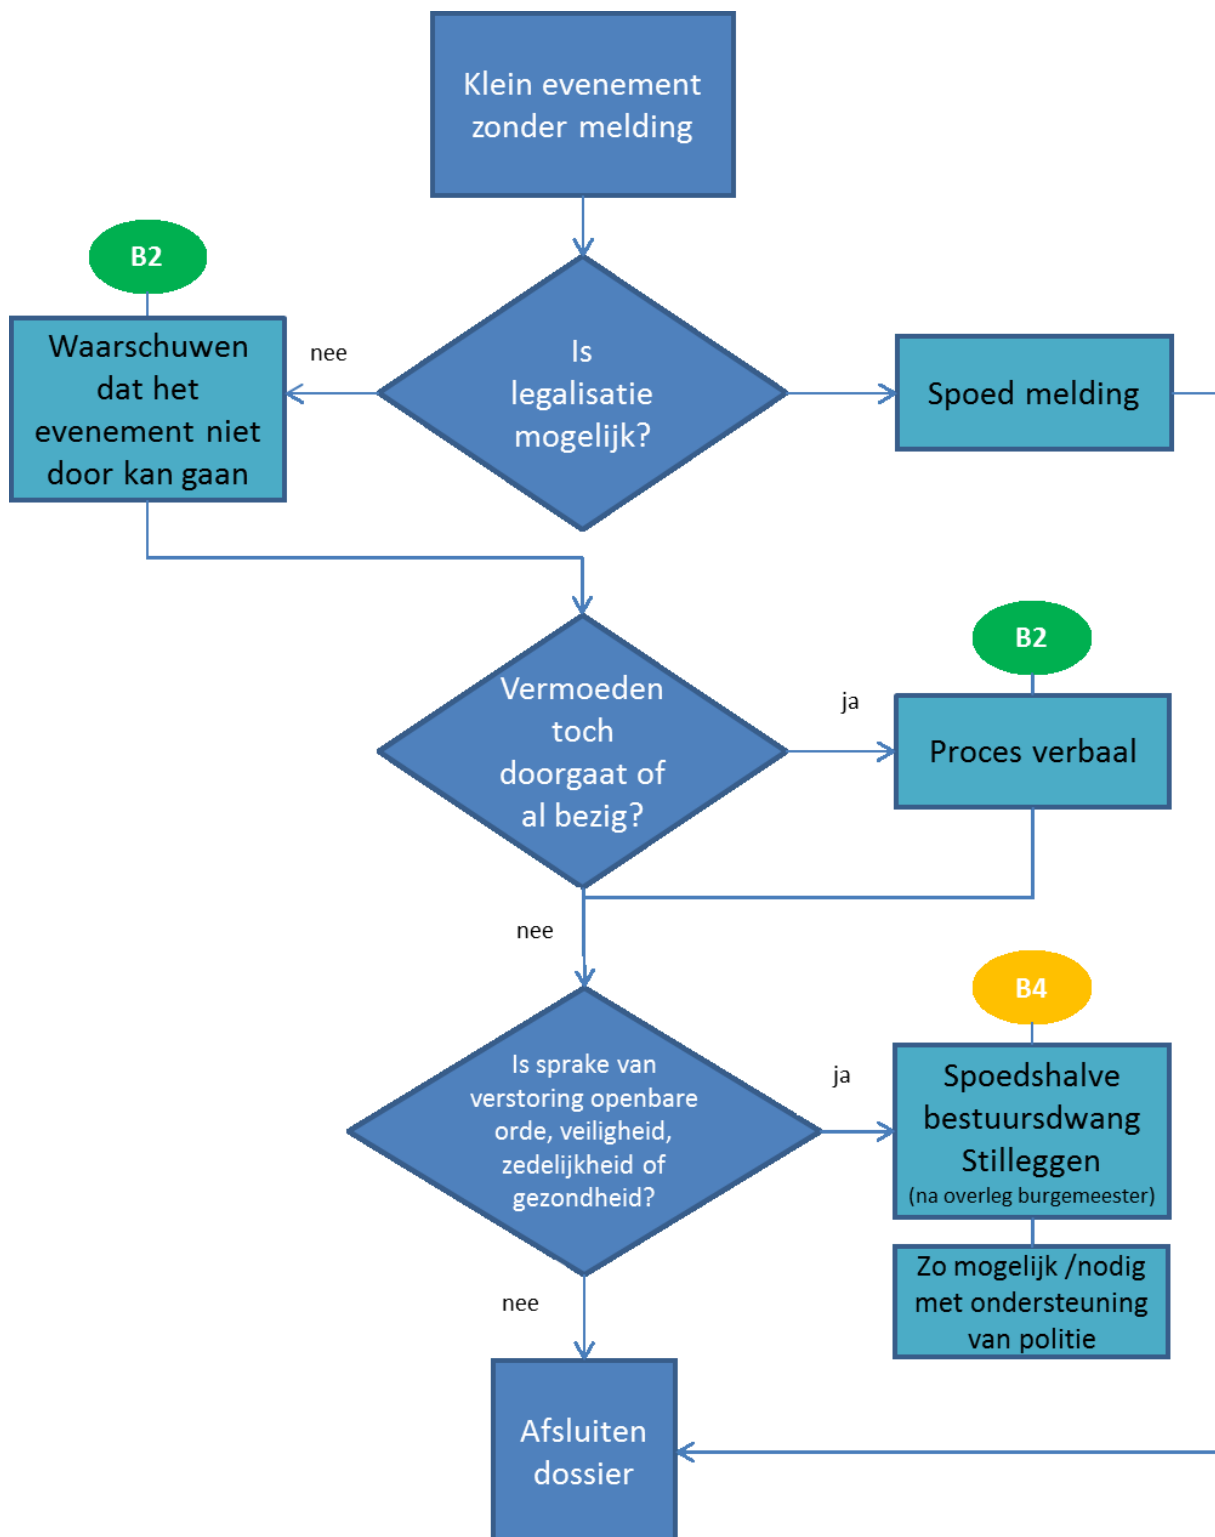 Klein evenement
zonder melding
B2
Waarschuwen
dat het
evenement niet
door kan gaan
nee
Is
legalisatie
mogelijk?
Spoed melding
B2
Vermoeden
toch
doorgaat of
al bezig?
ja
Proces verbaal
nee
B4
Is sprake van
verstoring openbare
orde, veiligheid,
zedelijkheid of
gezondheid?
ja
Spoedshalve
bestuursdwang
Stilleggen
(na overleg burgemeester)
Zo mogelijk /nodig
met ondersteuning
van politie
nee
Afsluiten
dossier